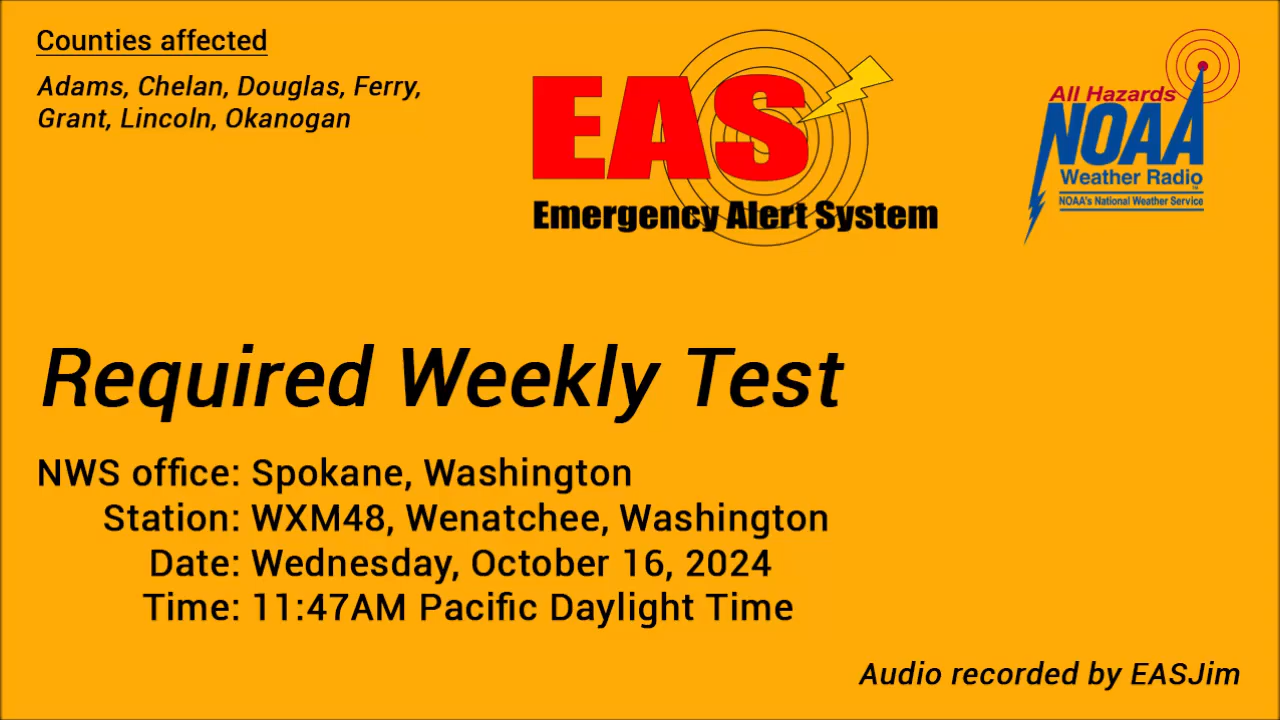 Counties affected
Adams, Chelan, Douglas, Ferry,
Grant, Lincoln, Okanogan
EAS
Emergency Alert System
All Hazards
NOAA
Weather Radio
TM
NOAA's National Weather Service
Required Weekly Test
NWS office: Spokane, Washington
Station: WXM48, Wenatchee, Washington
Date: Wednesday, October 16, 2024
Time: 11:47AM Pacific Daylight Time
Audio recorded by EASJim